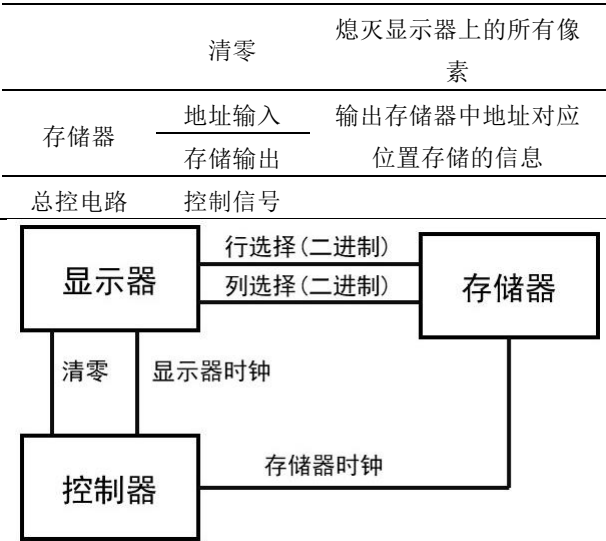 清零
熄灭显示器上的所有像
素
存储器
地址输入
存储输出
输出存储器中地址对应
位置存储的信息
总控电路 控制信号
显示器
行选择(二进制)
列选择(二进制)
存储器
清零
显示器时钟
控制器
存储器时钟